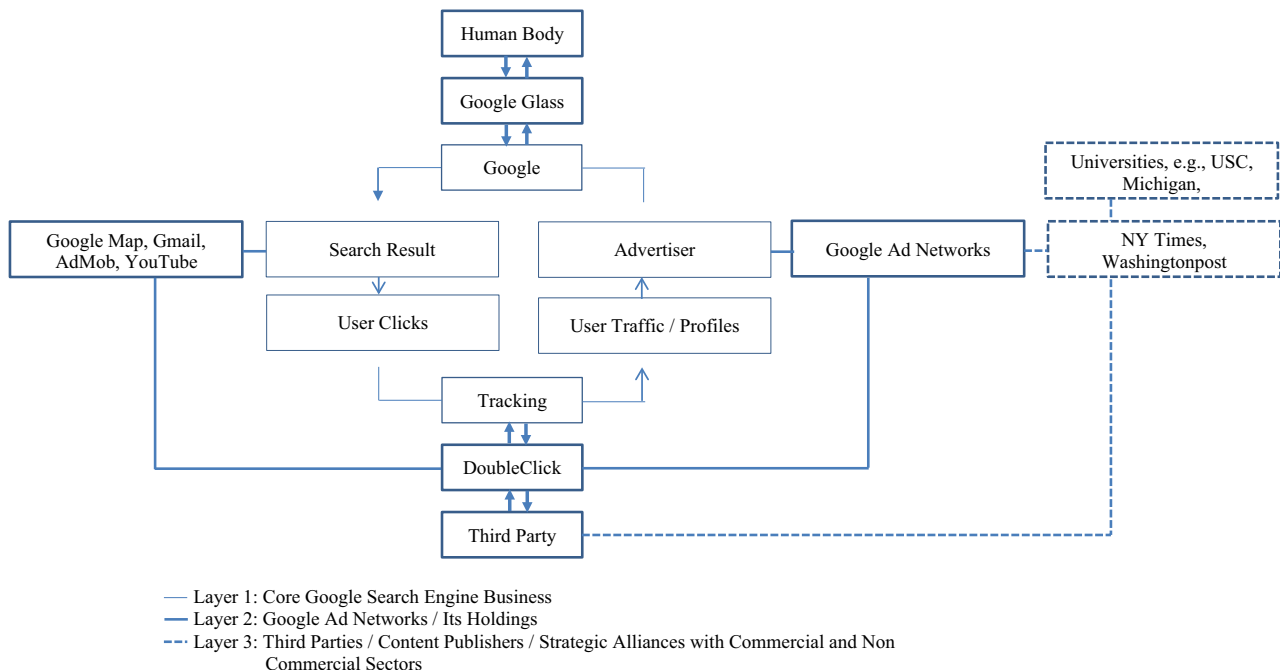 Human Body
Google Glass
Google
Universities, e.g., USC,
Michigan,
Google Map, Gmail,
AdMob, YouTube
Search Result
Advertiser
Google Ad Networks
NY Times,
Washingtonpost
User Clicks
User Traffic / Profiles
Tracking
DoubleClick
Third Party
Layer 1: Core Google Search Engine Business
Layer 2: Google Ad Networks / Its Holdings
Layer 3: Third Parties / Content Publishers / Strategic Alliances with Commercial and Non
Commercial Sectors